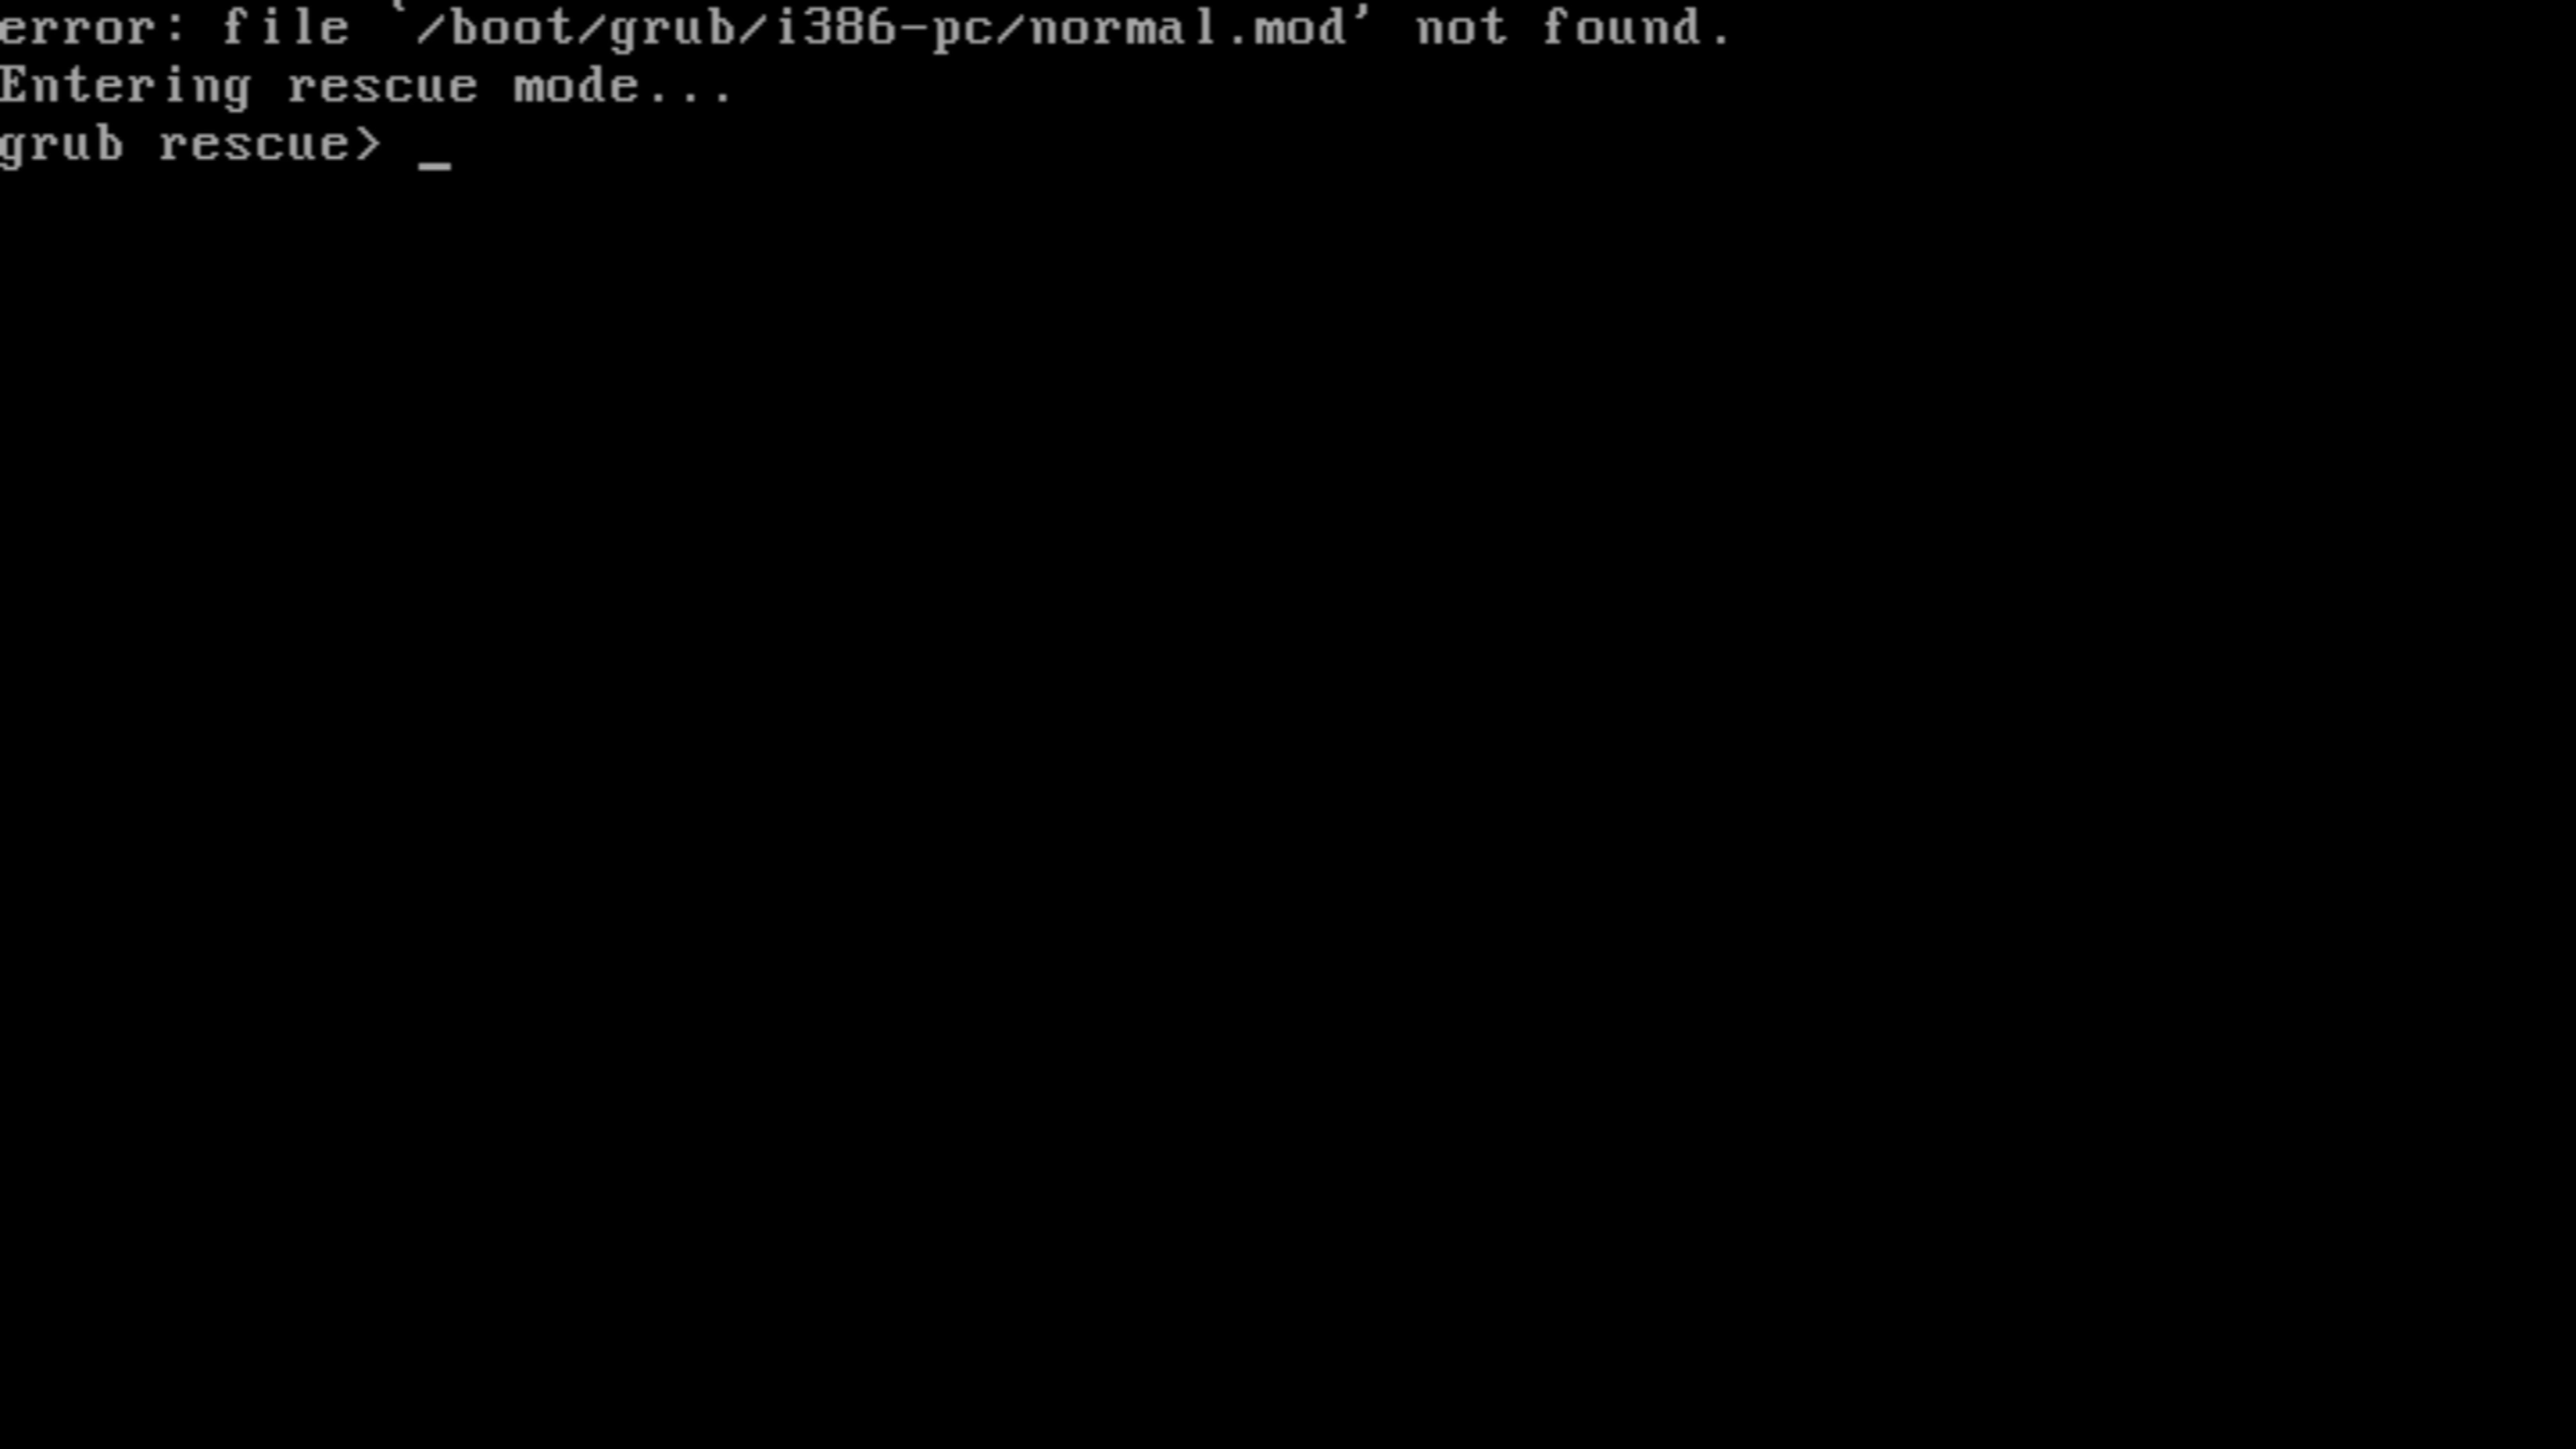 error: file `/boot/grub/i386-pc/normal.mod' not found.
Entering rescue mode...
grub rescue> _